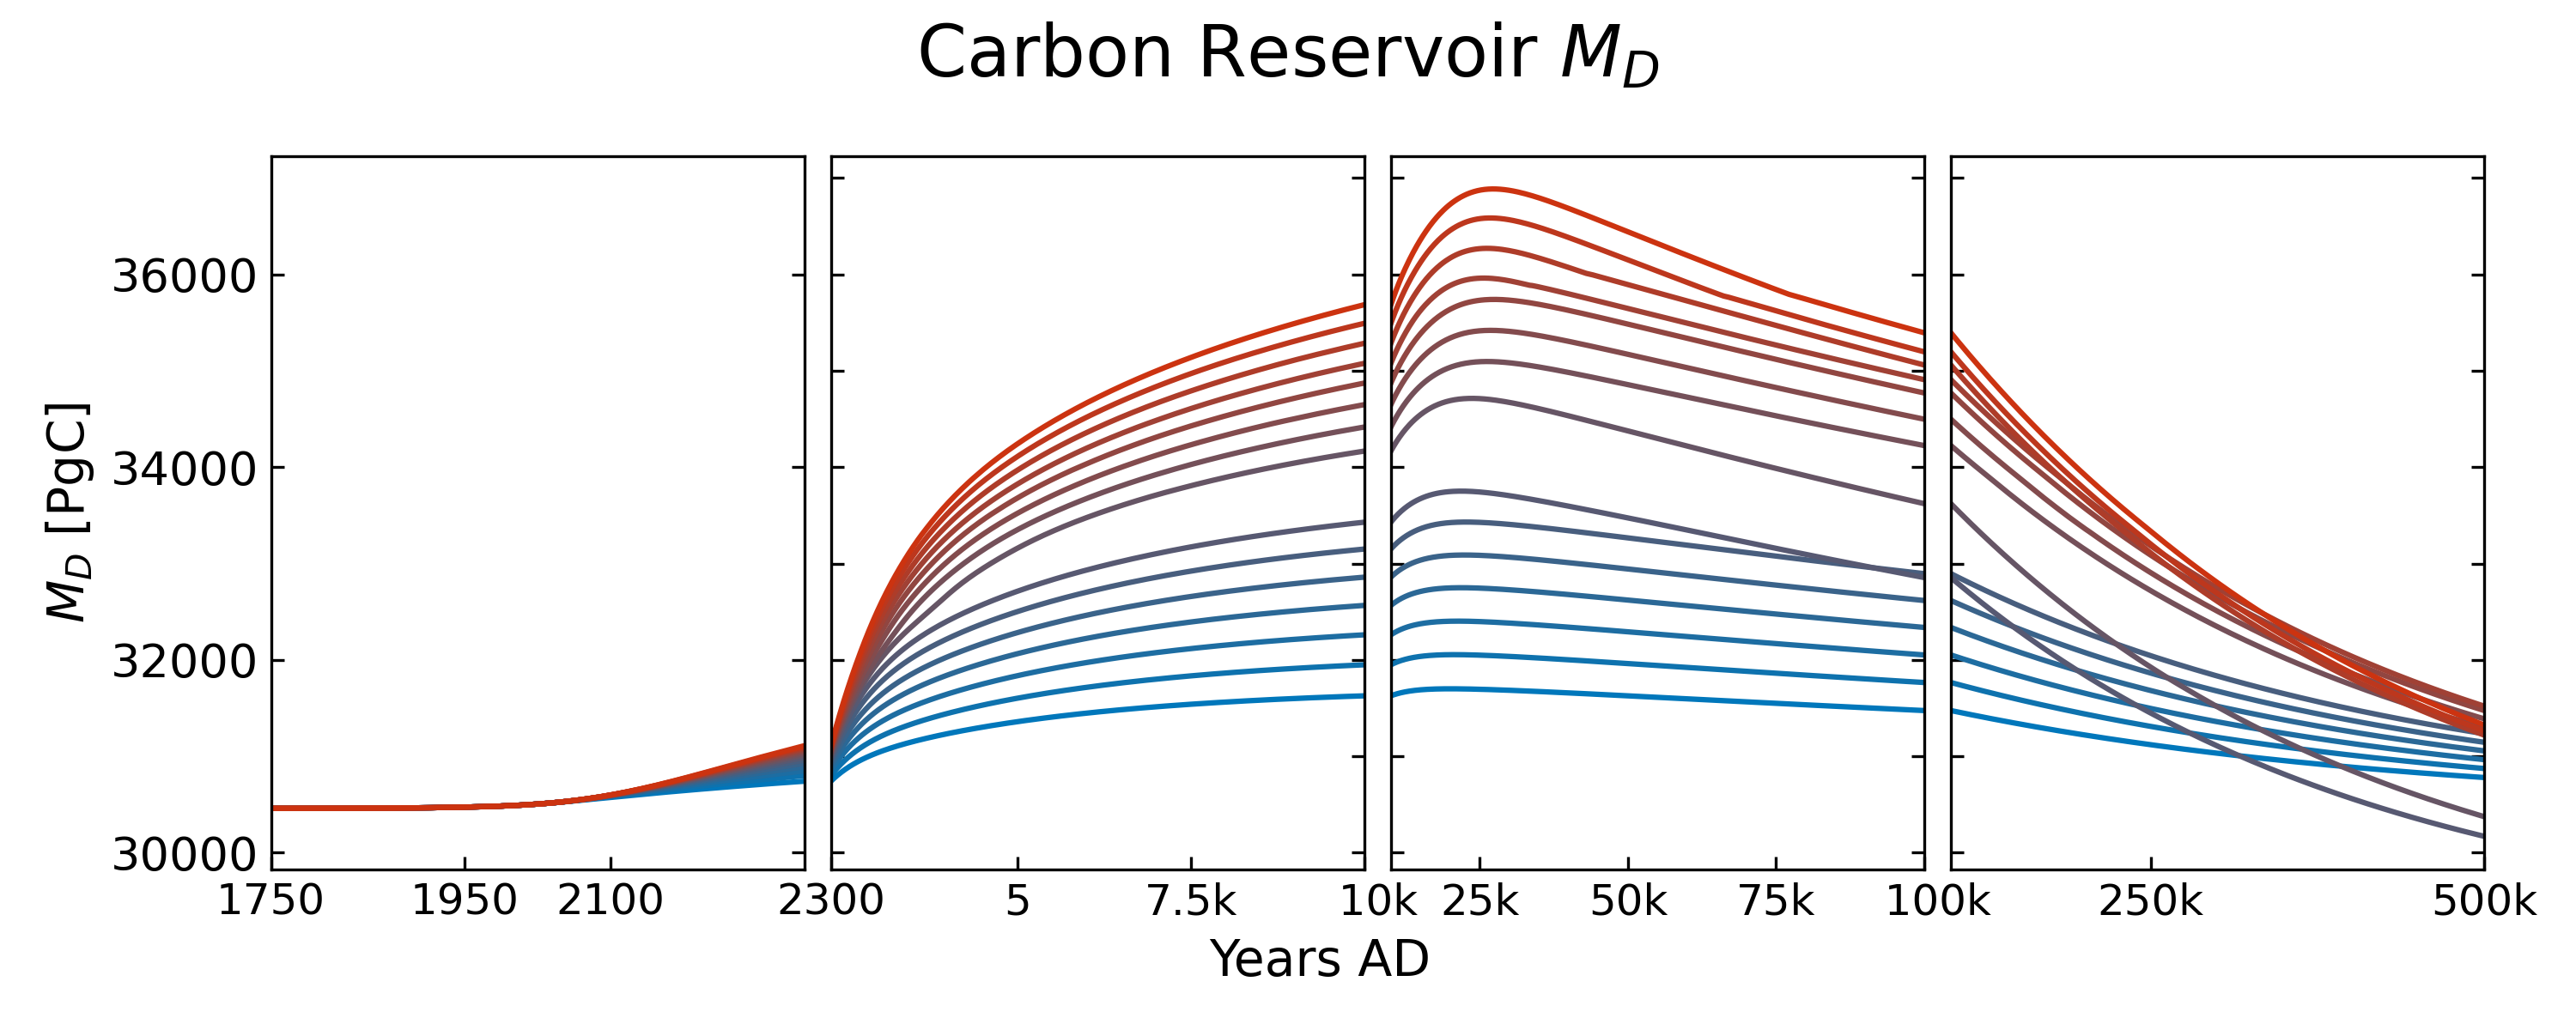 Carbon Reservoir M_D
M_D [PgC]
36000
34000
32000
30000
1750 1950 2100 2300 5 7.5k 10k 25k 50k 75k 100k 250k 500k
Years AD